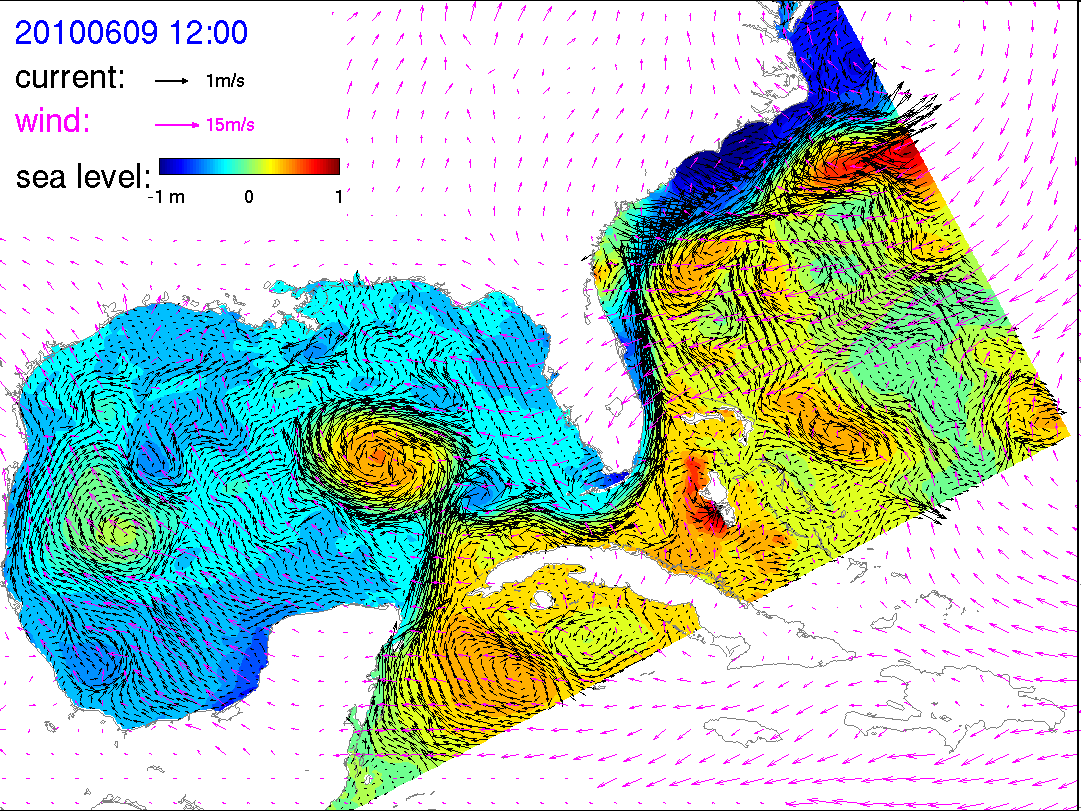 20100609 12:00
current: 1m/s
wind: 15m/s
sea level:
-1 m 0 1